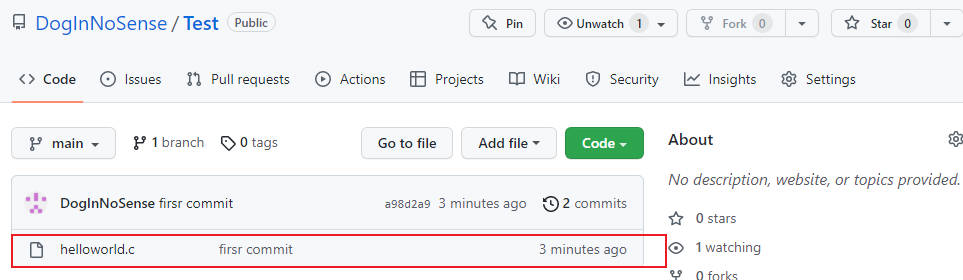 DogInNoSense / Test Public Pin Unwatch 1 Fork 0 Star 0
Code Issues Pull requests Actions Projects Wiki Security Insights Settings
main 1 branch 0 tags Go to file Add file Code
About
No description, website, or topics provided.
DogInNoSense firsr commit a98d2a9 3 minutes ago 2 commits
0 stars
helloworld.c firsr commit 3 minutes ago
1 watching
0 forks